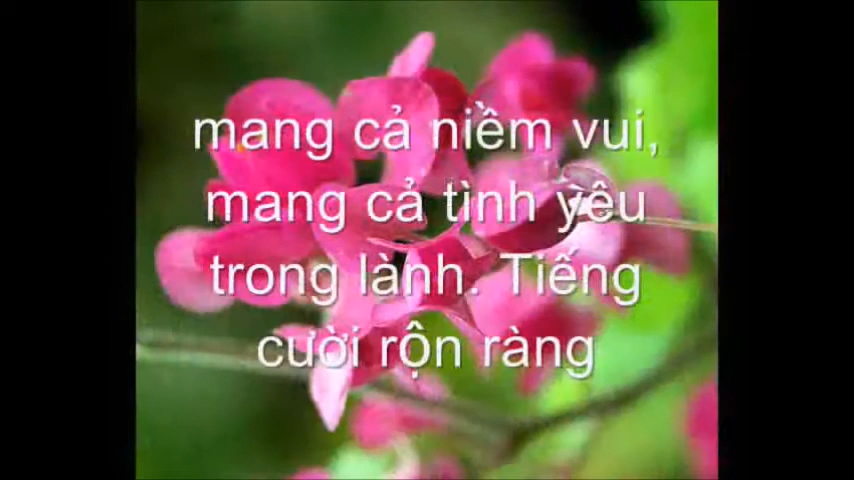 mang cả niềm vui,
mang cả tình yêu
trong lành. Tiếng
cười rộn ràng